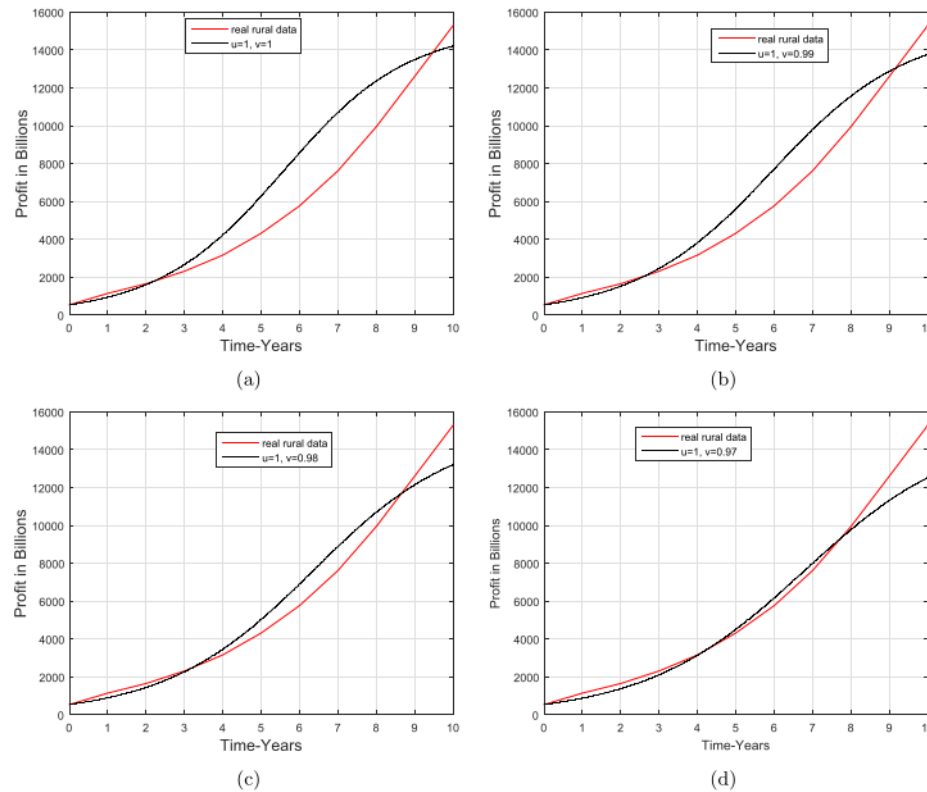 16000
14000
12000
10000
8000
6000
4000
2000
0
Profit in Billions
real rural data
u=1, v=1
0 1 2 3 4 5 6 7 8 9 10
Time-Years
(a)
16000
14000
12000
10000
8000
6000
4000
2000
0
Profit in Billions
real rural data
u=1, v=0.99
0 1 2 3 4 5 6 7 8 9
Time-Years
(b)
16000
14000
12000
10000
8000
6000
4000
2000
0
Profit in Billions
real rural data
u=1, v=0.98
0 1 2 3 4 5 6 7 8 9 10
Time-Years
(c)
16000
14000
12000
10000
8000
6000
4000
2000
0
Profit in Billions
real rural data
u=1, v=0.97
0 1 2 3 4 5 6 7 8 9
Time-Years
(d)